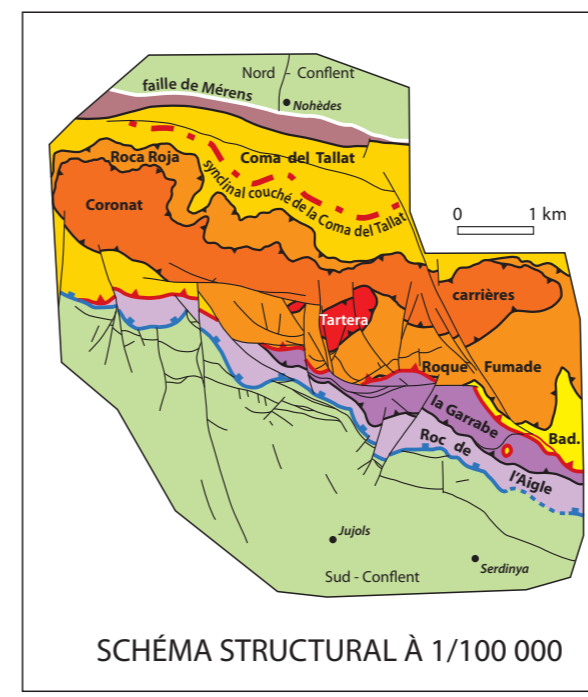 Nord - Conflent
faille de Mérens
Nohèdes
Roca Roja
Coma del Tallat
synclinal couché de la Coma del Tallat
Coronat
0 1 km
carrières
Tartera
Roque Fumade
la Garrabe
Bad.
Roc de l'Aigle
Jujols
Serdinya
Sud - Conflent
SCHÉMA STRUCTURAL À 1/100 000